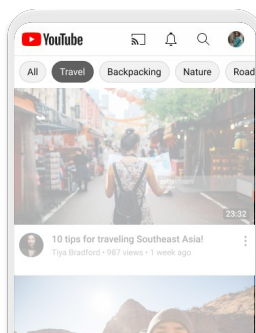 YouTube
All Travel Backpacking Nature Road
23:32
10 tips for traveling Southeast Asia!
Tiya Bradford • 987 views • 1 week ago